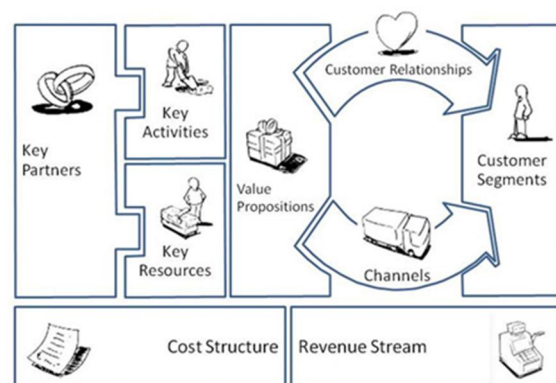 Key
Partners
Key
Activities
Key
Resources
Value
Propositions
Customer Relationships
Channels
Customer
Segments
Cost Structure
Revenue Stream